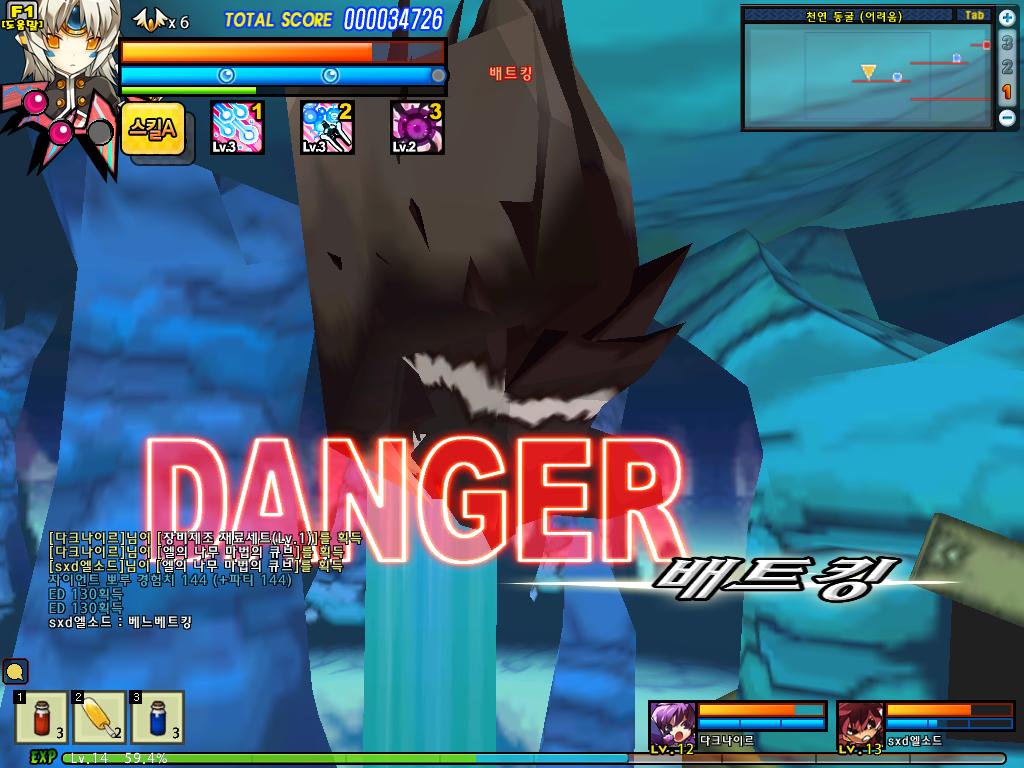 F1
[도움말]
x 6
TOTAL SCORE 000034726
천연 동굴 (어려움) Tab
3
2
1
배트킹
스킬A
1
Lv.3
2
Lv.3
3
Lv.2
DANGER
배트킹
[다크나이르]님이 [장비제조 재료세트(Lv.1)]를 획득
[다크나이르]님이 [엘의 나무 마법의 큐브]를 획득
[sxd엘소드]님이 [엘의 나무 마법의 큐브]를 획득
자이언트 뽀루 경험치 144 (+파티 144)
ED 130획득
ED 130획득
sxd엘소드 : 베느베트킹
1
3
2
2
3
3
LV.12 다크나이르
LV.13 sxd엘소드
EXP Lv.14 59.4%